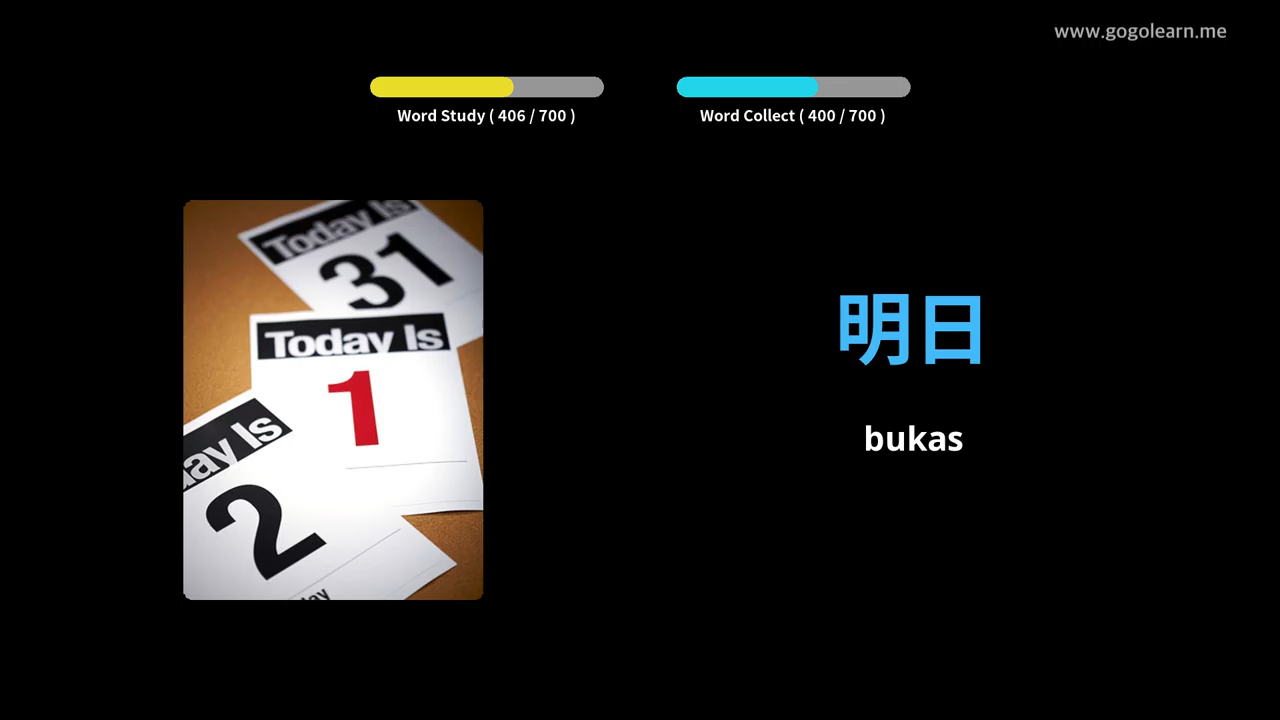 www.gogolearn.me
Word Study ( 406 / 700 )
Word Collect ( 400 / 700 )
Today Is
31
Today Is
1
day Is
2
明日
bukas